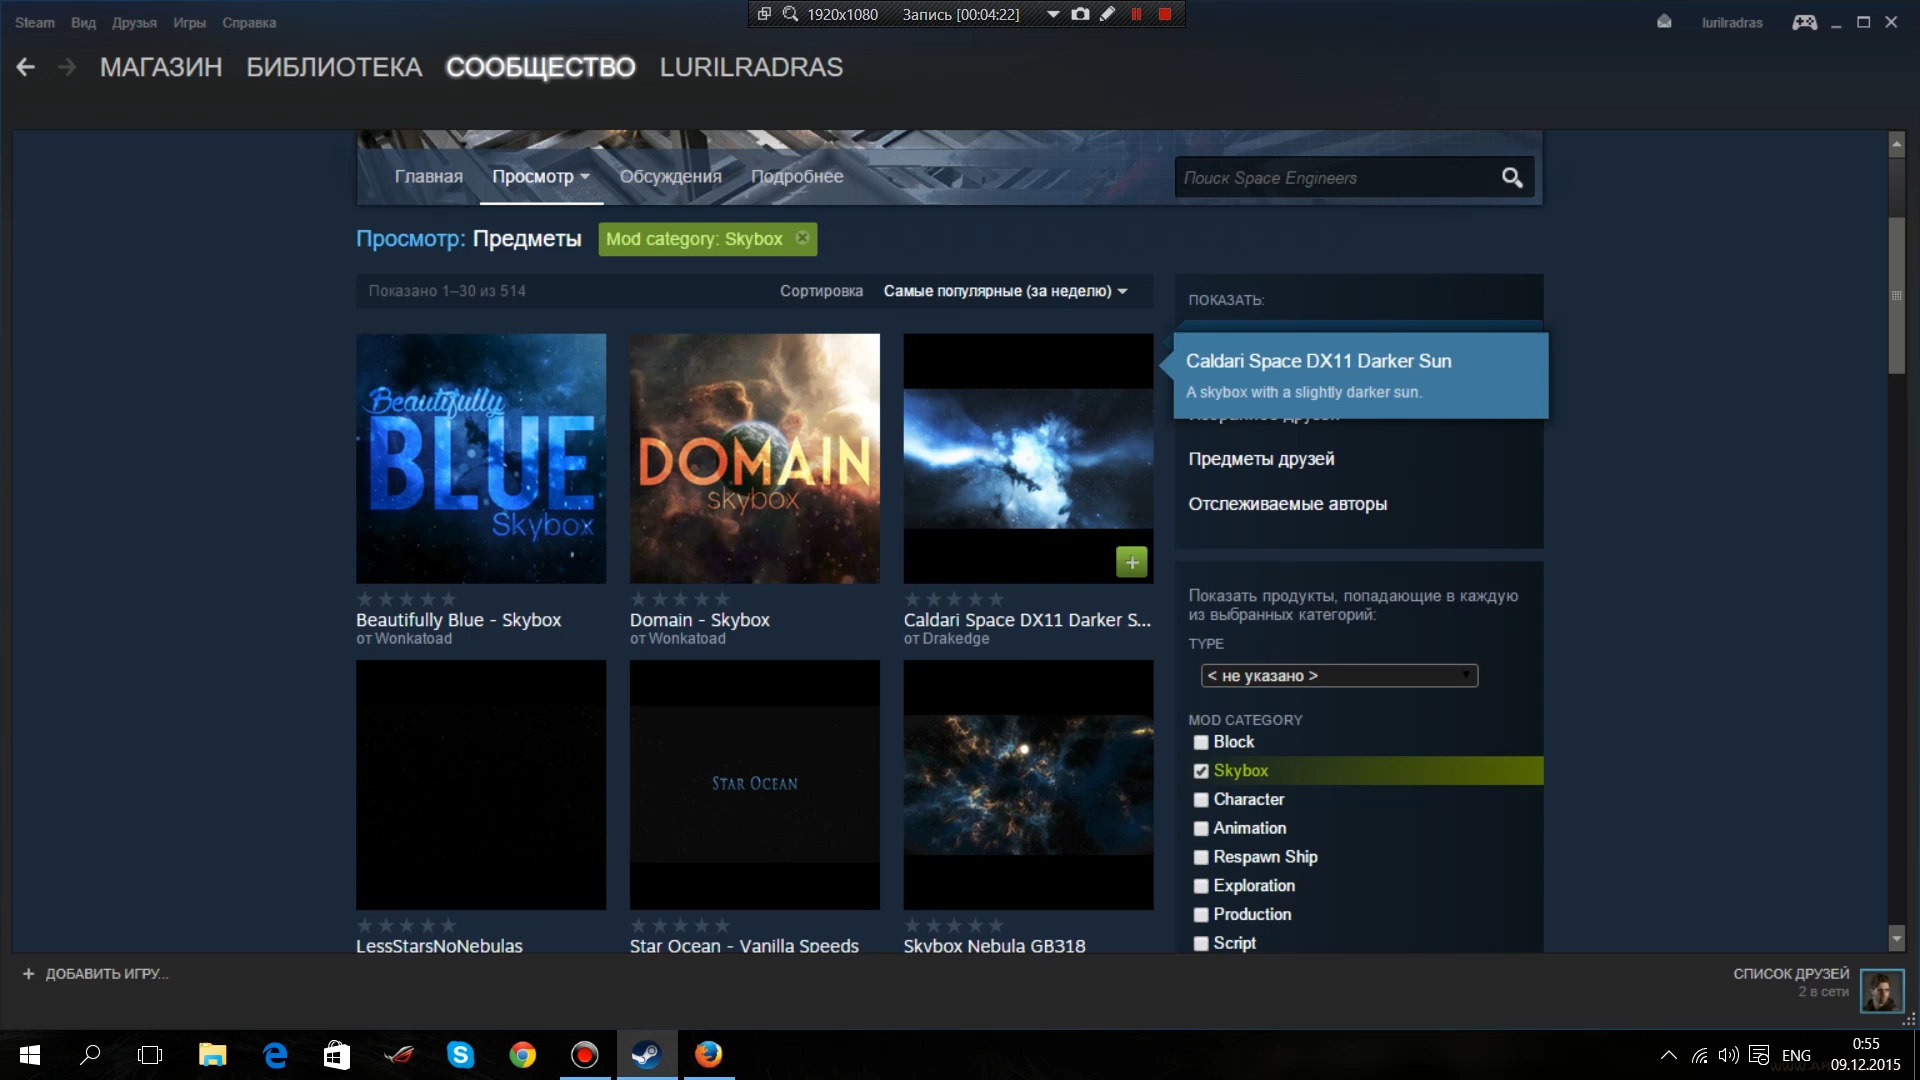 1920x1080 Запись [00:04:22]
Steam Вид Друзья Игры Справка
lurilradras
МАГАЗИН БИБЛИОТЕКА СООБЩЕСТВО LURILRADRAS
Главная Просмотр Обсуждения Подробнее
Поиск Space Engineers
Просмотр: Предметы Mod category: Skybox
Показано 1–30 из 514
Сортировка Самые популярные (за неделю)
Beautifully
BLUE
Skybox
DOMAIN
skybox
Beautifully Blue - Skybox
от Wonkatoad
Domain - Skybox
от Wonkatoad
Caldari Space DX11 Darker S...
от Drakedge
STAR OCEAN
LessStarsNoNebulas
Star Ocean - Vanilla Speeds
Skybox Nebula GB318
ПОКАЗАТЬ:
Caldari Space DX11 Darker Sun
A skybox with a slightly darker sun.
Предметы друзей
Отслеживаемые авторы
Показать продукты, попадающие в каждую
из выбранных категорий:
TYPE
< не указано >
MOD CATEGORY
Block
Skybox
Character
Animation
Respawn Ship
Exploration
Production
Script
+ ДОБАВИТЬ ИГРУ...
СПИСОК ДРУЗЕЙ
2 в сети
ENG
0:55
09.12.2015